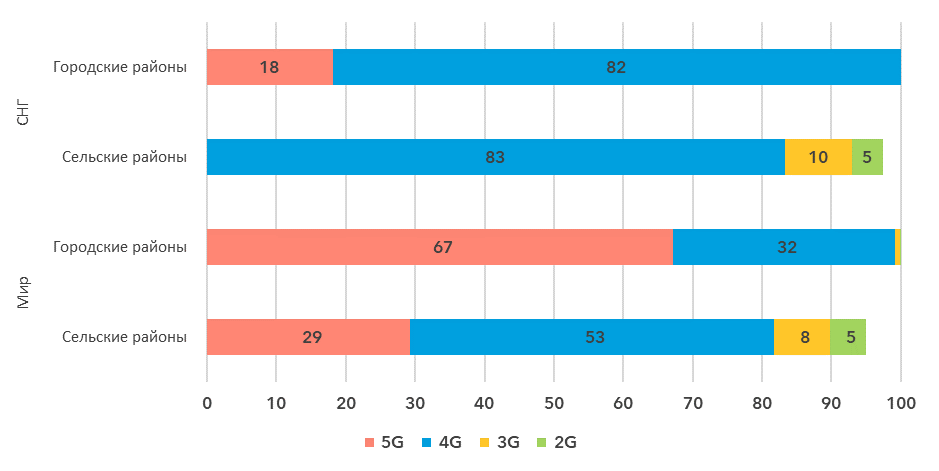 СНГ
Городские районы 18 82
Сельские районы 83 10 5
Мир
Городские районы 67 32
Сельские районы 29 53 8 5
0 10 20 30 40 50 60 70 80 90 100
5G 4G 3G 2G